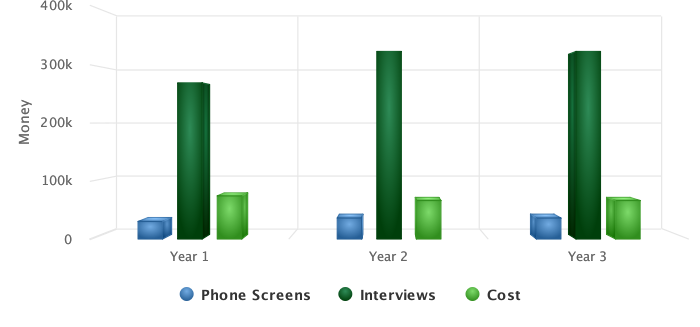 400k
300k
200k
100k
0
Money
Year 1
Year 2
Year 3
Phone Screens
Interviews
Cost